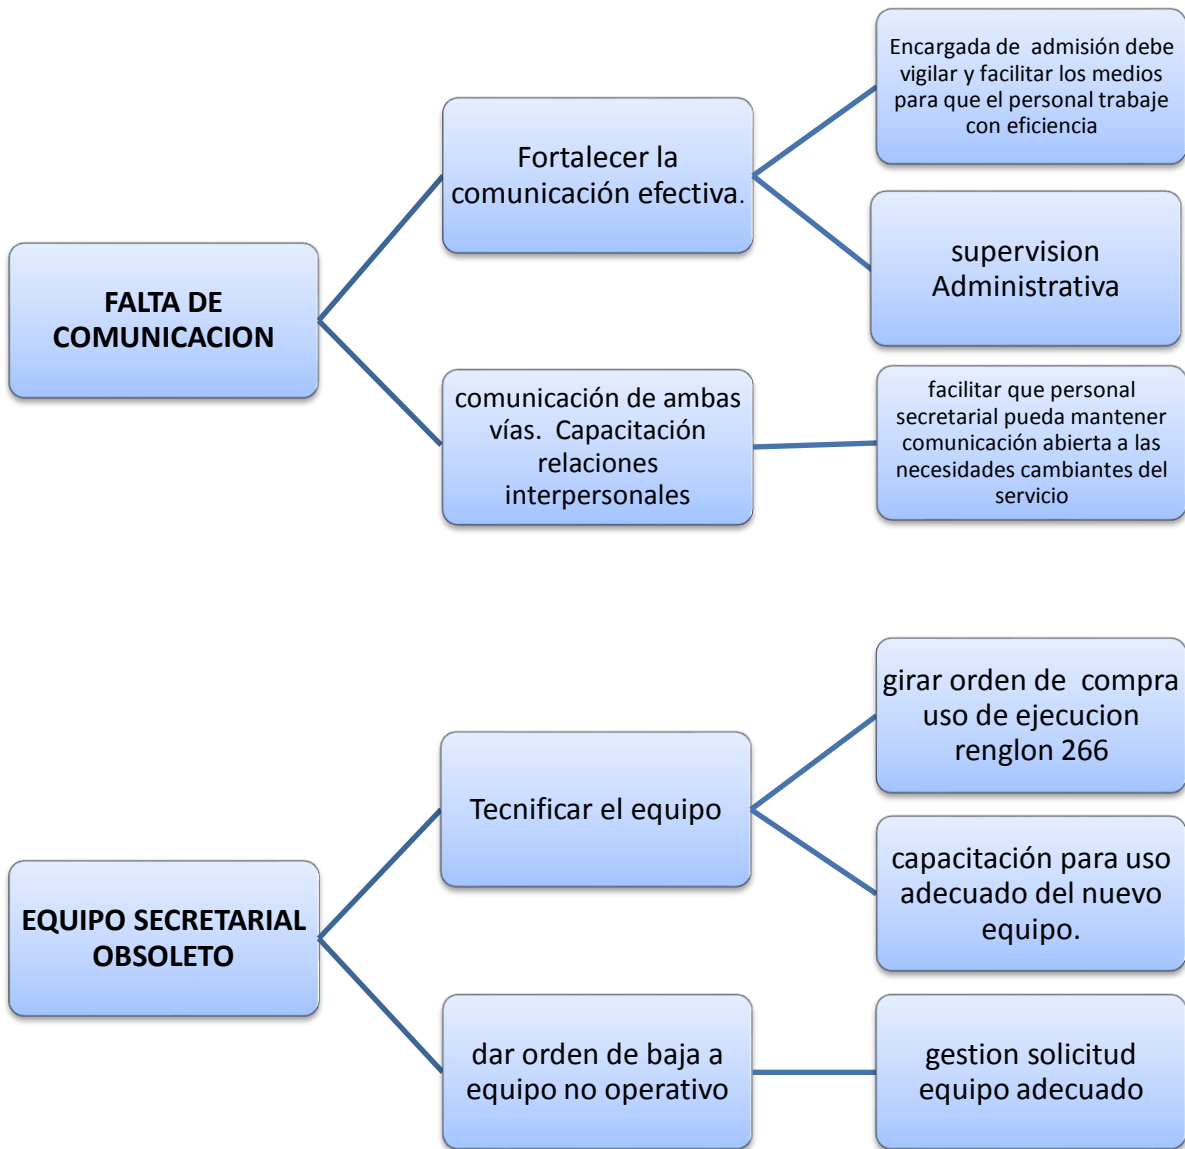 FALTA DE
COMUNICACION
Fortalecer la
comunicación efectiva.
Encargada de admisión debe
vigilar y facilitar los medios
para que el personal trabaje
con eficiencia
supervision
Administrativa
comunicación de ambas
vías. Capacitación
relaciones
interpersonales
facilitar que personal
secretarial pueda mantener
comunicación abierta a las
necesidades cambiantes del
servicio
EQUIPO SECRETARIAL
OBSOLETO
Tecnificar el equipo
girar orden de compra
uso de ejecucion
renglon 266
capacitación para uso
adecuado del nuevo
equipo.
dar orden de baja a
equipo no operativo
gestion solicitud
equipo adecuado